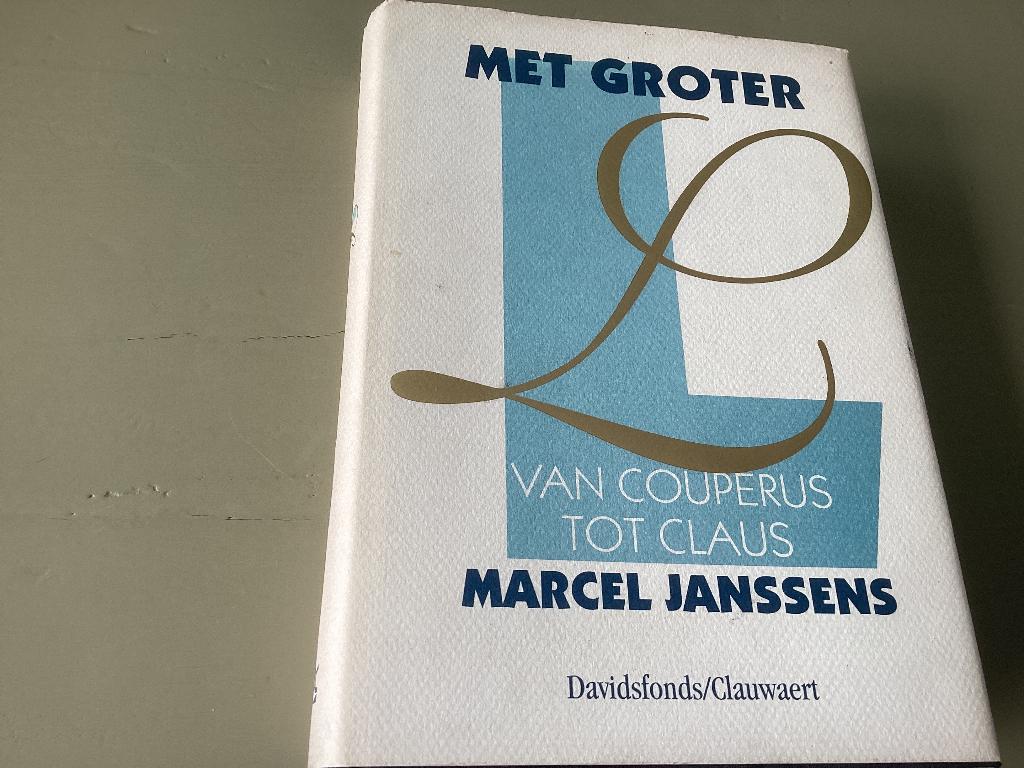 MET GROTER
L
VAN COUPERUS
TOT CLAUS
MARCEL JANSSENS
Davidsfonds/Clauwaert